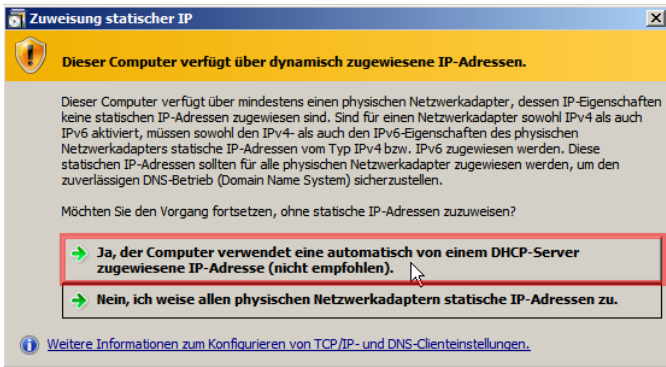 Zuweisung statischer IP
Dieser Computer verfügt über dynamisch zugewiesene IP-Adressen.
Dieser Computer verfügt über mindestens einen physischen Netzwerkadapter, dessen IP-Eigenschaften
keine statischen IP-Adressen zugewiesen sind. Sind für einen Netzwerkadapter sowohl IPv4 als auch
IPv6 aktiviert, müssen sowohl den IPv4- als auch den IPv6-Eigenschaften des physischen
Netzwerkadapters statische IP-Adressen vom Typ IPv4 bzw. IPv6 zugewiesen werden. Diese
statischen IP-Adressen sollten für alle physischen Netzwerkadapter zugewiesen werden, um den
zuverlässigen DNS-Betrieb (Domain Name System) sicherzustellen.
Möchten Sie den Vorgang fortsetzen, ohne statische IP-Adressen zuzuweisen?
Ja, der Computer verwendet eine automatisch von einem DHCP-Server
zugewiesene IP-Adresse (nicht empfohlen).
Nein, ich weise allen physischen Netzwerkadaptern statische IP-Adressen zu.
Weitere Informationen zum Konfigurieren von TCP/IP- und DNS-Clienteinstellungen.